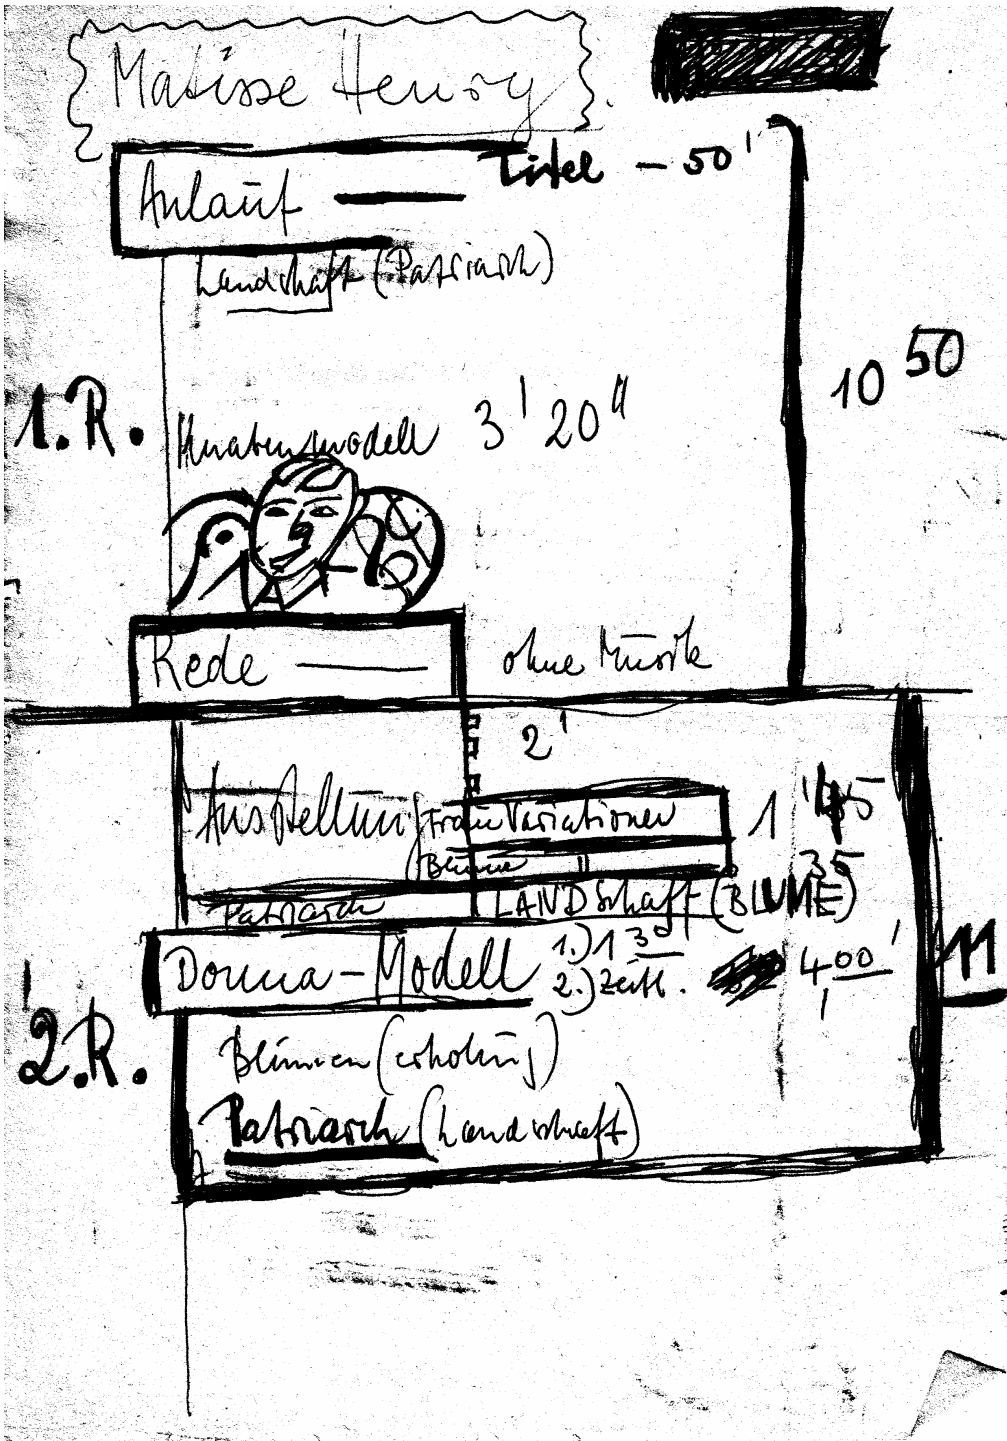 Matisse Henry
Titel – 50'
Anlauf —
Landschaft (Patriarch)
10 50
1.R. Knabenmodell 3' 20"
Rede — ohne Musik
2'
Ausstellung Frau Variationen 1
Blume 35
Patriarch LANDSchaft (BLUME)
Donna-Modell 1.) 1 30
2.) Zeitl. 4 00' 11
2.R. Blumen (erholung)
Patriarch (Landschaft)